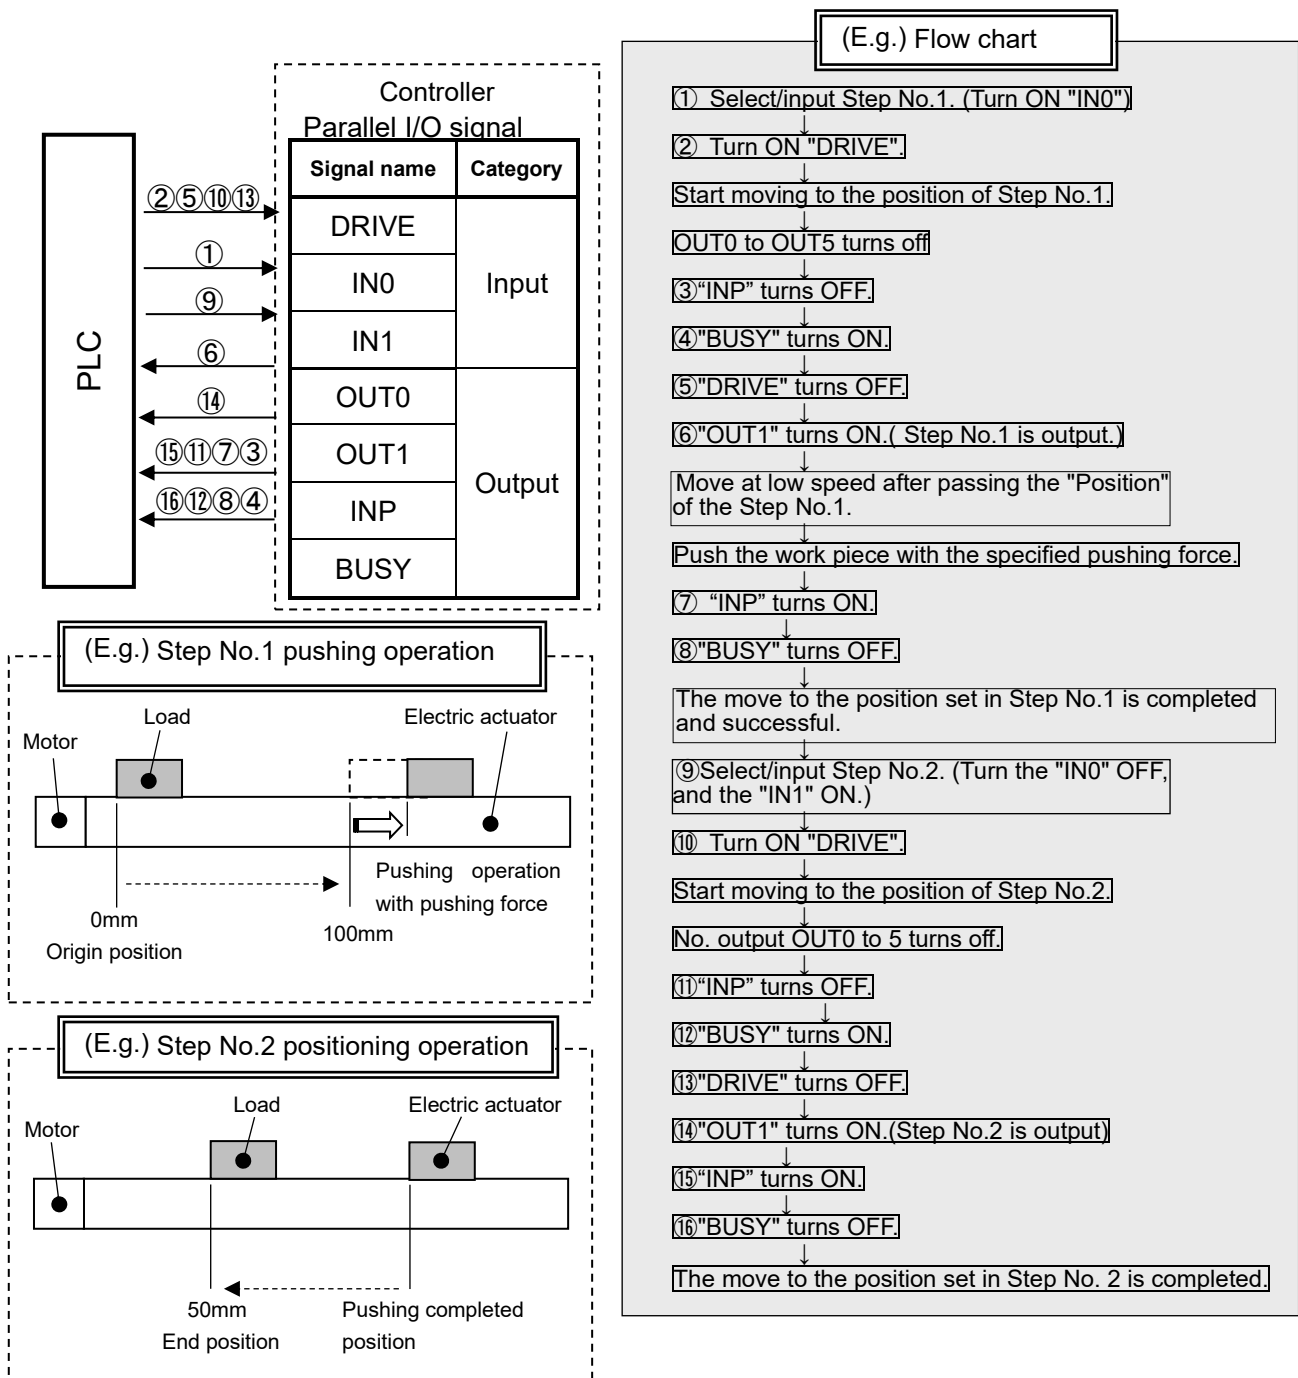 Controller
Parallel I/O signal
Signal name Category
DRIVE
IN0
IN1
Input
OUT0
OUT1
INP
BUSY
Output
PLC
②⑤⑩⑬
①
⑨
⑥
⑭
⑮⑪⑦③
⑯⑫⑧④
(E.g.) Step No.1 pushing operation
Load
Electric actuator
Motor
Pushing operation
with pushing force
0mm
Origin position
100mm
(E.g.) Step No.2 positioning operation
Load
Electric actuator
Motor
50mm
End position
Pushing completed
position
(E.g.) Flow chart
① Select/input Step No.1. (Turn ON "IN0")
↓
② Turn ON "DRIVE".
↓
Start moving to the position of Step No.1.
↓
OUT0 to OUT5 turns off
↓
③“INP” turns OFF.
↓
④"BUSY" turns ON.
↓
⑤"DRIVE" turns OFF.
↓
⑥"OUT1" turns ON.( Step No.1 is output.)
↓
Move at low speed after passing the "Position"
of the Step No.1.
↓
Push the work piece with the specified pushing force.
↓
⑦ “INP” turns ON.
↓
⑧"BUSY" turns OFF.
↓
The move to the position set in Step No.1 is completed
and successful.
↓
⑨Select/input Step No.2. (Turn the "IN0" OFF,
and the "IN1" ON.)
↓
⑩ Turn ON "DRIVE".
↓
Start moving to the position of Step No.2.
↓
No. output OUT0 to 5 turns off.
↓
⑪“INP” turns OFF.
↓
⑫"BUSY" turns ON.
↓
⑬"DRIVE" turns OFF.
↓
⑭"OUT1" turns ON.(Step No.2 is output)
↓
⑮“INP” turns ON.
↓
⑯"BUSY" turns OFF.
↓
The move to the position set in Step No. 2 is completed.